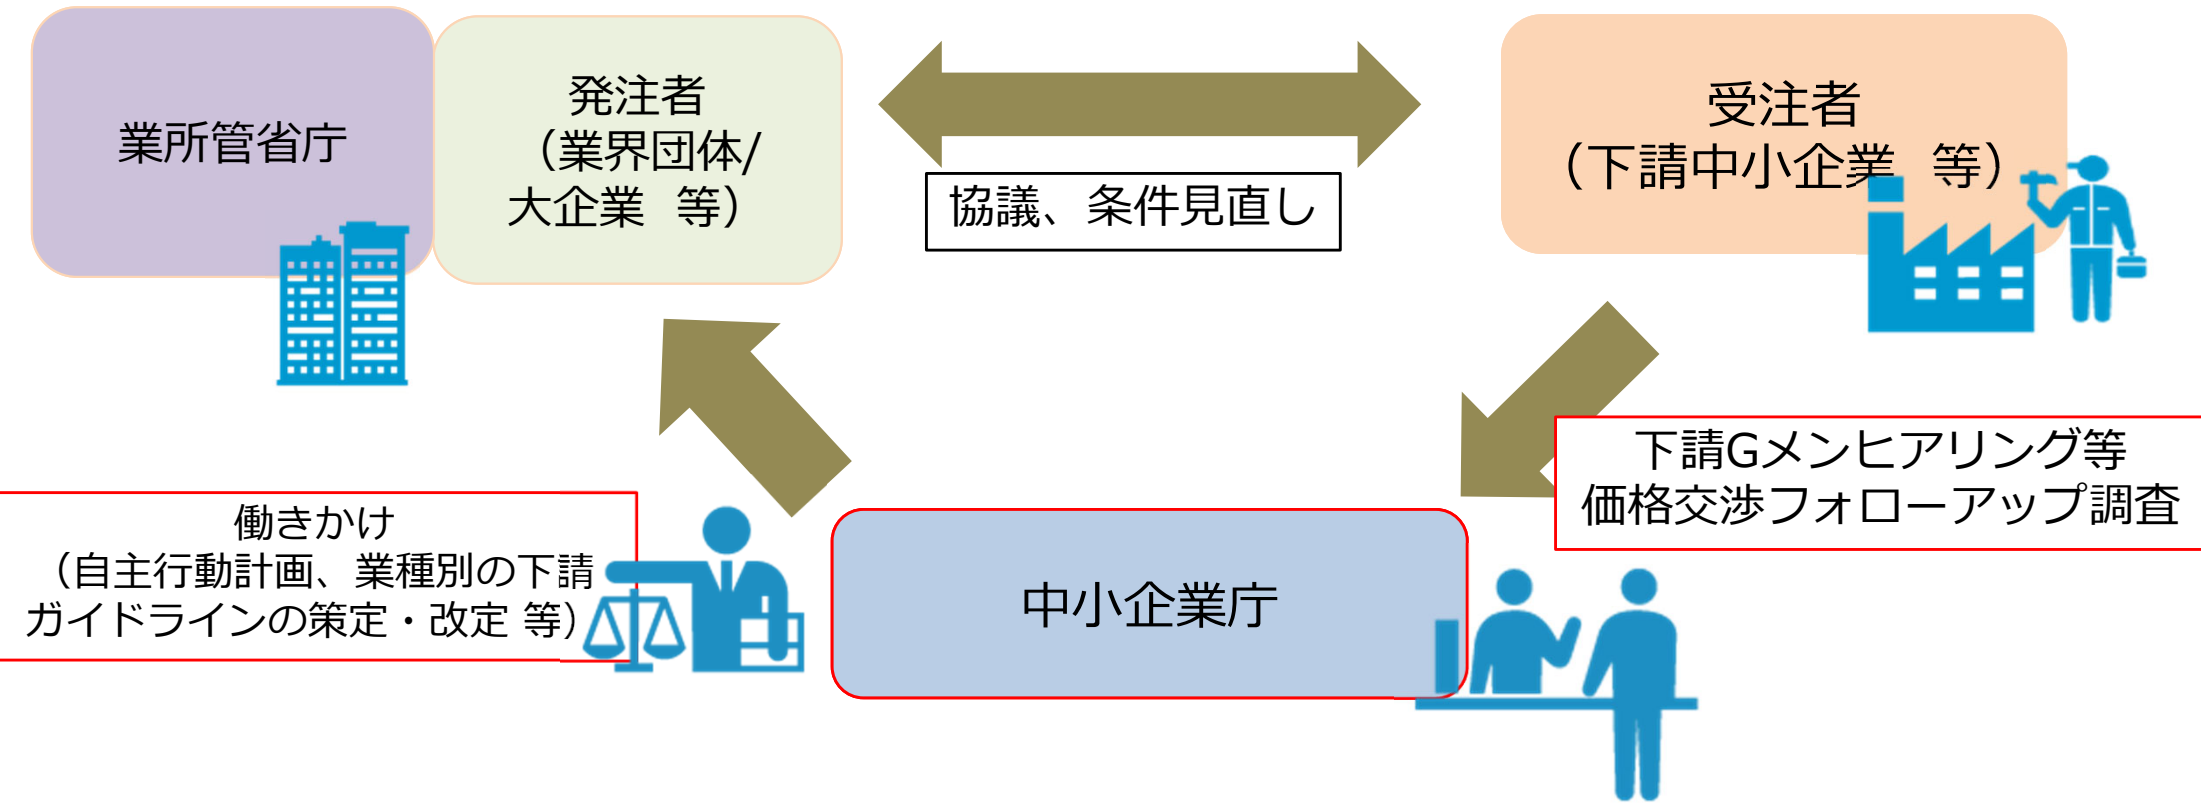 業所管省庁
発注者
（業界団体/
大企業　等）
協議、条件見直し
受注者
（下請中小企業　等）
下請Gメンヒアリング等
価格交渉フォローアップ調査
働きかけ
（自主行動計画、業種別の下請
ガイドラインの策定・改定 等）
中小企業庁